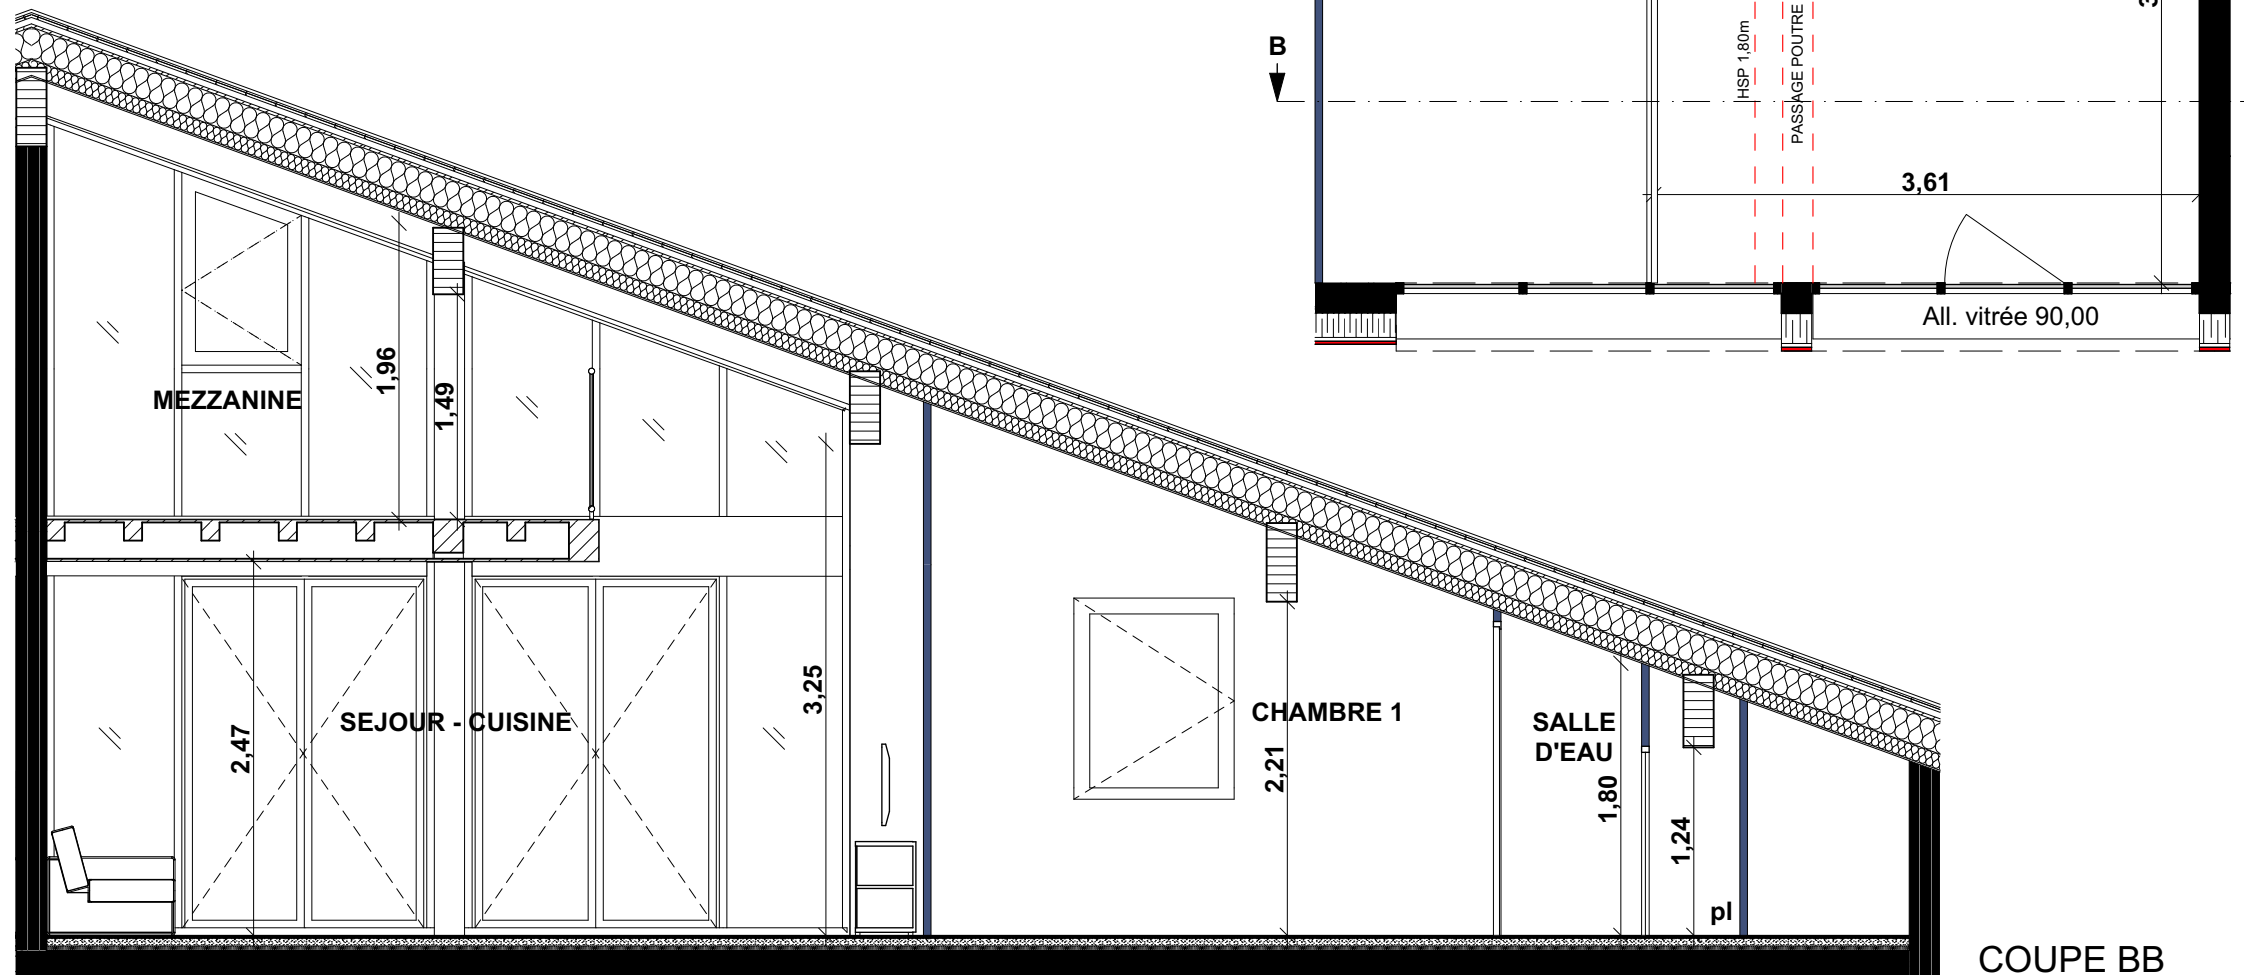 B
HSP 1,80m
PASSAGE POUTRE
3,61
All. vitrée 90,00
MEZZANINE
1,96
1,49
SEJOUR - CUISINE
2,47
3,25
CHAMBRE 1
2,21
SALLE
D'EAU
1,80
1,24
pl
COUPE BB